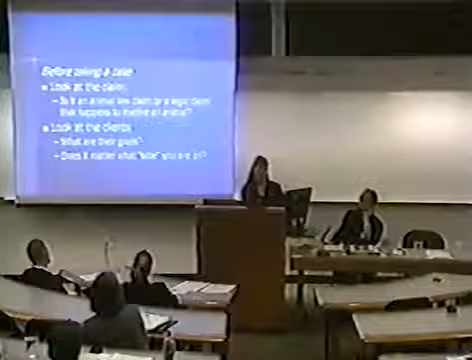 Before taking a case
Look at the claim:
– Is it an animal law claim or a legal claim
that happens to involve an animal?
Look at the clients:
– What are their goals?
– Does it matter what "side" you are on?